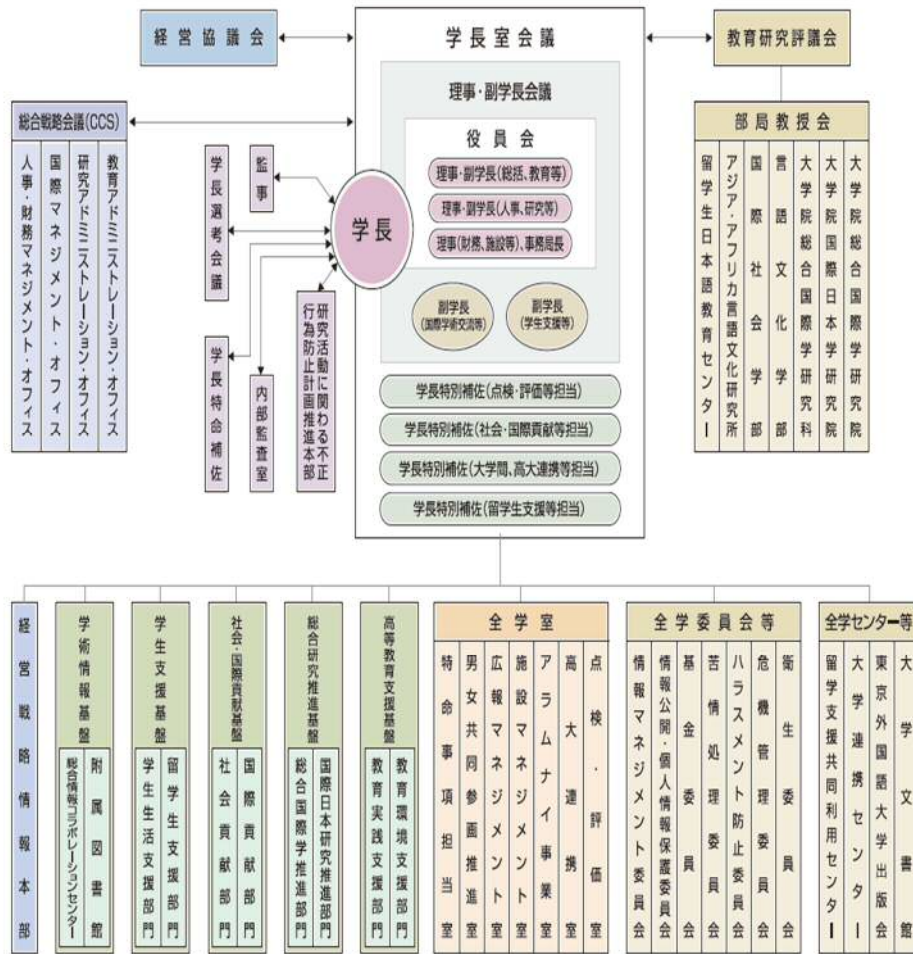 経営協議会
学長室会議
教育研究評議会
理事・副学長会議
役員会
理事・副学長(総括、教育等)
理事・副学長(人事、研究等)
理事(財務、施設等)、事務局長
副学長
(国際学術交流等)
副学長
(学生支援等)
学長特別補佐(点検・評価等担当)
学長特別補佐(社会・国際貢献等担当)
学長特別補佐(大学間、高大連携等担当)
学長特別補佐(留学生支援等担当)
学長
総合戦略会議(CCS)
教育アドミニストレーション・オフィス
研究アドミニストレーション・オフィス
国際マネジメント・オフィス
人事・財務マネジメント・オフィス
監事
学長選考会議
研究活動に関わる不正
行為防止計画推進本部
内部監査室
学長特命補佐
部局教授会
大学院総合国際学研究院
大学院国際日本学研究院
大学院総合国際学研究科
言語文化学部
国際社会学部
アジア・アフリカ言語文化研究所
留学生日本語教育センター
経営戦略情報本部
学術情報基盤
附属図書館
総合情報コラボレーションセンター
学生支援基盤
留学生支援部門
学生生活支援部門
社会・国際貢献基盤
国際貢献部門
社会貢献部門
総合研究推進基盤
国際日本研究推進部門
総合国際学推進部門
高等教育支援基盤
教育環境支援部門
教育実践支援部門
全学室
点検・評価室
高大連携室
アラムナイ事業室
施設マネジメント室
広報マネジメント室
男女共同参画推進室
特命事項担当室
全学委員会等
衛生委員会
危機管理委員会
ハラスメント防止委員会
苦情処理委員会
基金委員会
情報公開・個人情報保護委員会
情報マネジメント委員会
全学センター等
大学文書館
東京外国語大学出版会
大学連携センター
留学支援共同利用センター